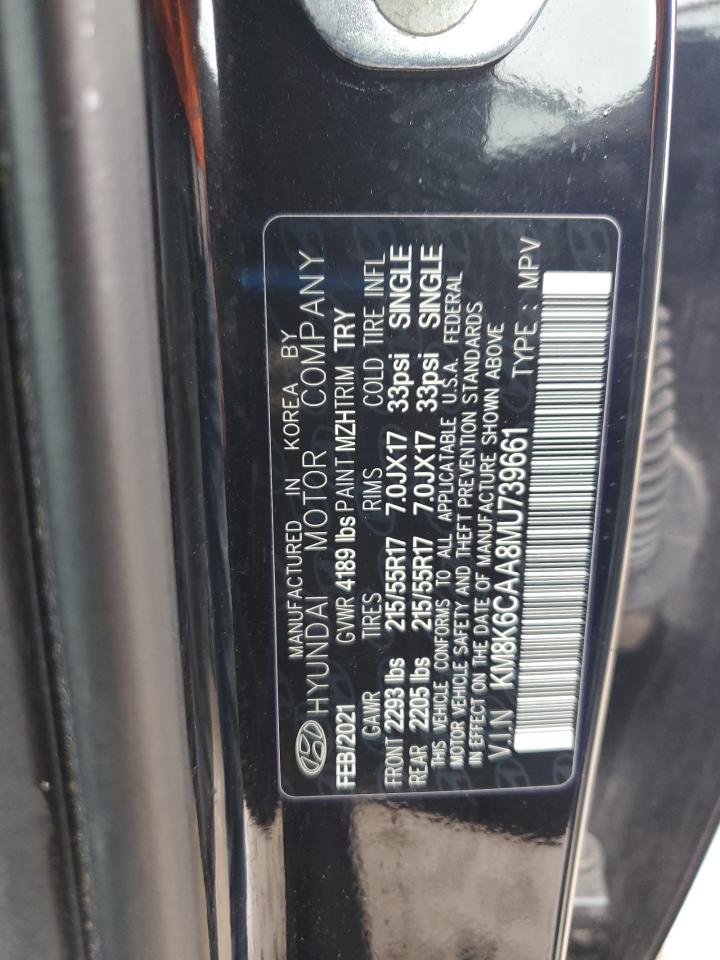 MANUFACTURED IN KOREA BY
HYUNDAI MOTOR COMPANY
FEB/2021 GVWR 4189 lbs PAINT MZH TRIM TRY
GAWR TIRES RIMS COLD TIRE INFL
FRONT 2293 lbs 215/55R17 7.0JX17 33psi SINGLE
REAR 2205 lbs 215/55R17 7.0JX17 33psi SINGLE
THIS VEHICLE CONFORMS TO ALL APPLICABLE U.S.A. FEDERAL
MOTOR VEHICLE SAFETY AND THEFT PREVENTION STANDARDS
IN EFFECT ON THE DATE OF MANUFACTURE SHOWN ABOVE
V.I.N KM8K6CAA8MU739661 TYPE : MPV